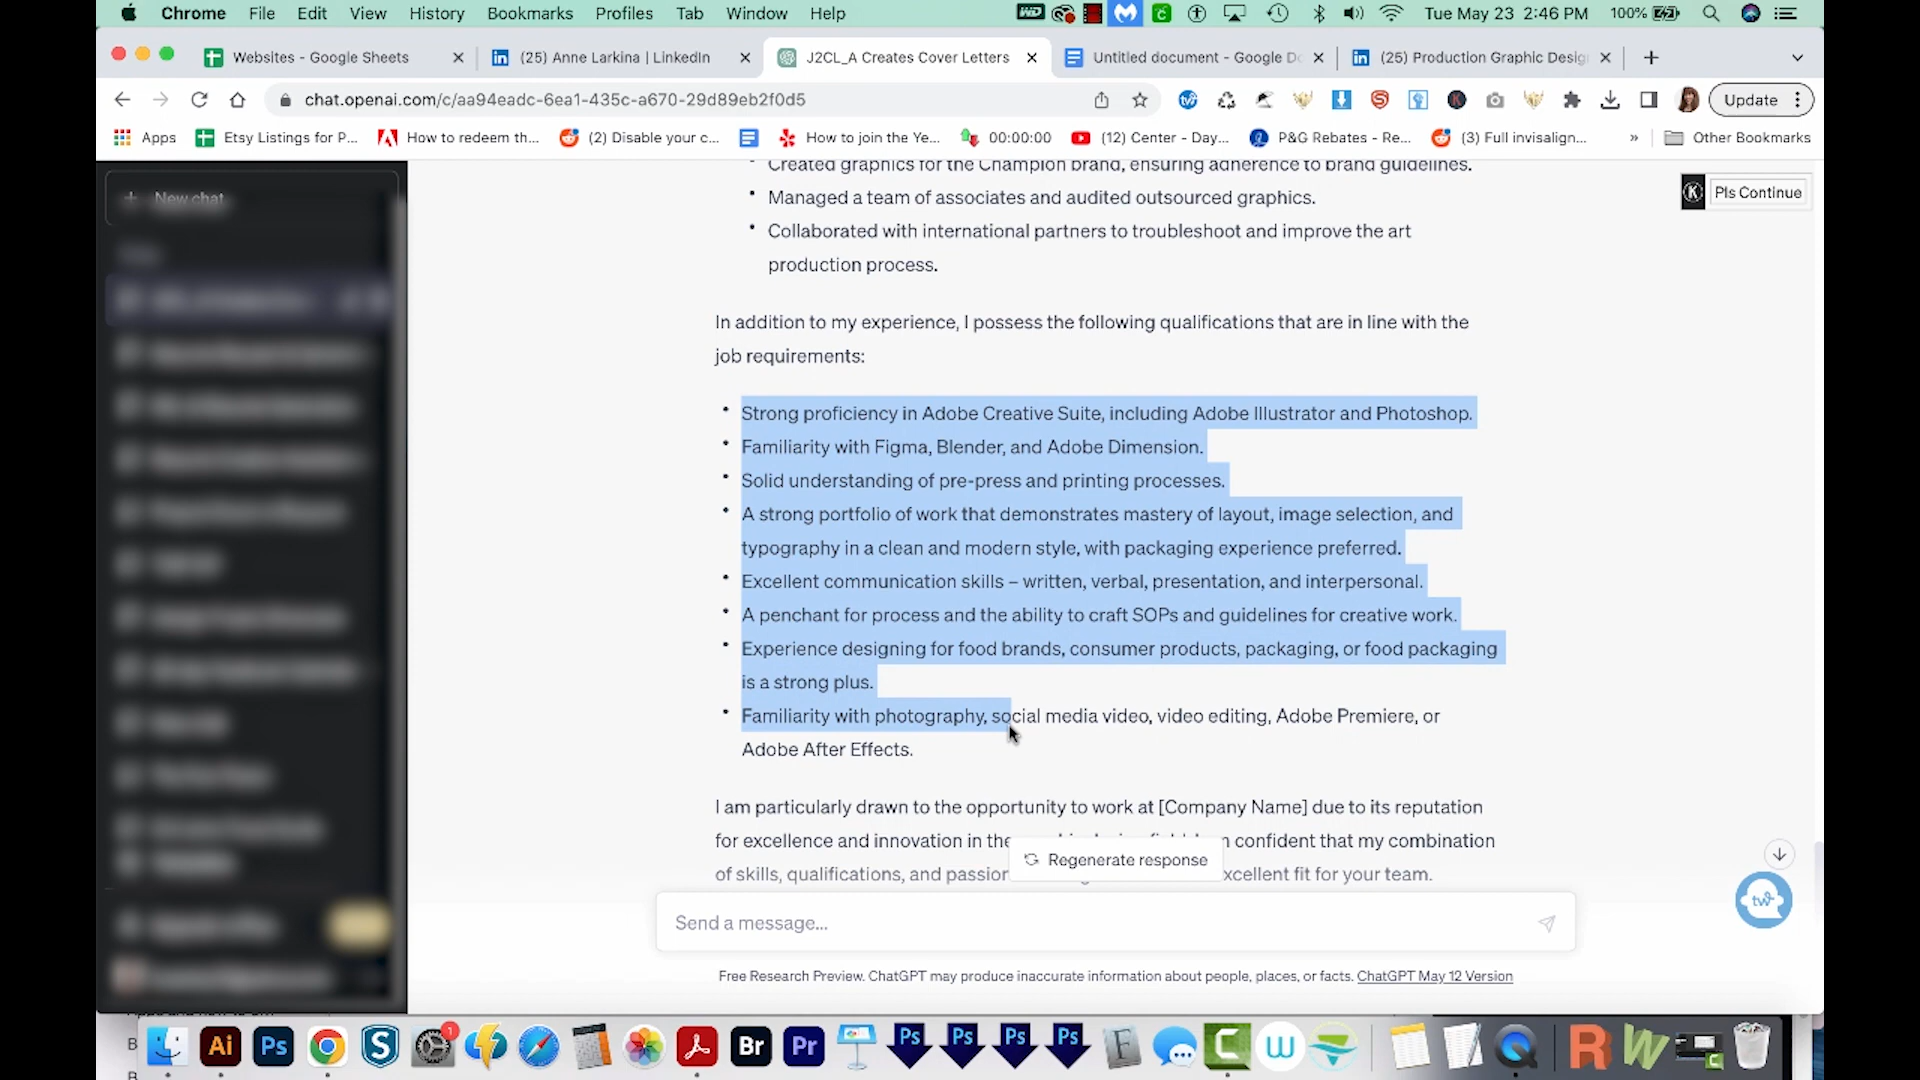 Chrome File Edit View History Bookmarks Profiles Tab Window Help Tue May 23 2:46 PM 100%
Websites - Google Sheets
(25) Anne Larkina | LinkedIn
J2CL_A Creates Cover Letters
Untitled document - Google Do
(25) Production Graphic Desig
chat.openai.com/c/aa94eadc-6ea1-435c-a670-29d89eb2f0d5
Update
Apps
Etsy Listings for P...
How to redeem th...
(2) Disable your c...
How to join the Ye...
00:00:00
(12) Center - Day...
P&G Rebates - Re...
(3) Full invisalign...
» Other Bookmarks
New chat
Created graphics for the Champion brand, ensuring adherence to brand guidelines.
Pls Continue
• Managed a team of associates and audited outsourced graphics.
• Collaborated with international partners to troubleshoot and improve the art
production process.
In addition to my experience, I possess the following qualifications that are in line with the
job requirements:
• Strong proficiency in Adobe Creative Suite, including Adobe Illustrator and Photoshop.
• Familiarity with Figma, Blender, and Adobe Dimension.
• Solid understanding of pre-press and printing processes.
• A strong portfolio of work that demonstrates mastery of layout, image selection, and
typography in a clean and modern style, with packaging experience preferred.
• Excellent communication skills – written, verbal, presentation, and interpersonal.
• A penchant for process and the ability to craft SOPs and guidelines for creative work.
• Experience designing for food brands, consumer products, packaging, or food packaging
is a strong plus.
• Familiarity with photography, social media video, video editing, Adobe Premiere, or
Adobe After Effects.
I am particularly drawn to the opportunity to work at [Company Name] due to its reputation
for excellence and innovation in the confident that my combination
Regenerate response
of skills, qualifications, and passion excellent fit for your team.
Send a message...
Free Research Preview. ChatGPT may produce inaccurate information about people, places, or facts. ChatGPT May 12 Version
Ai Ps Br Pr Ps Ps Ps Ps